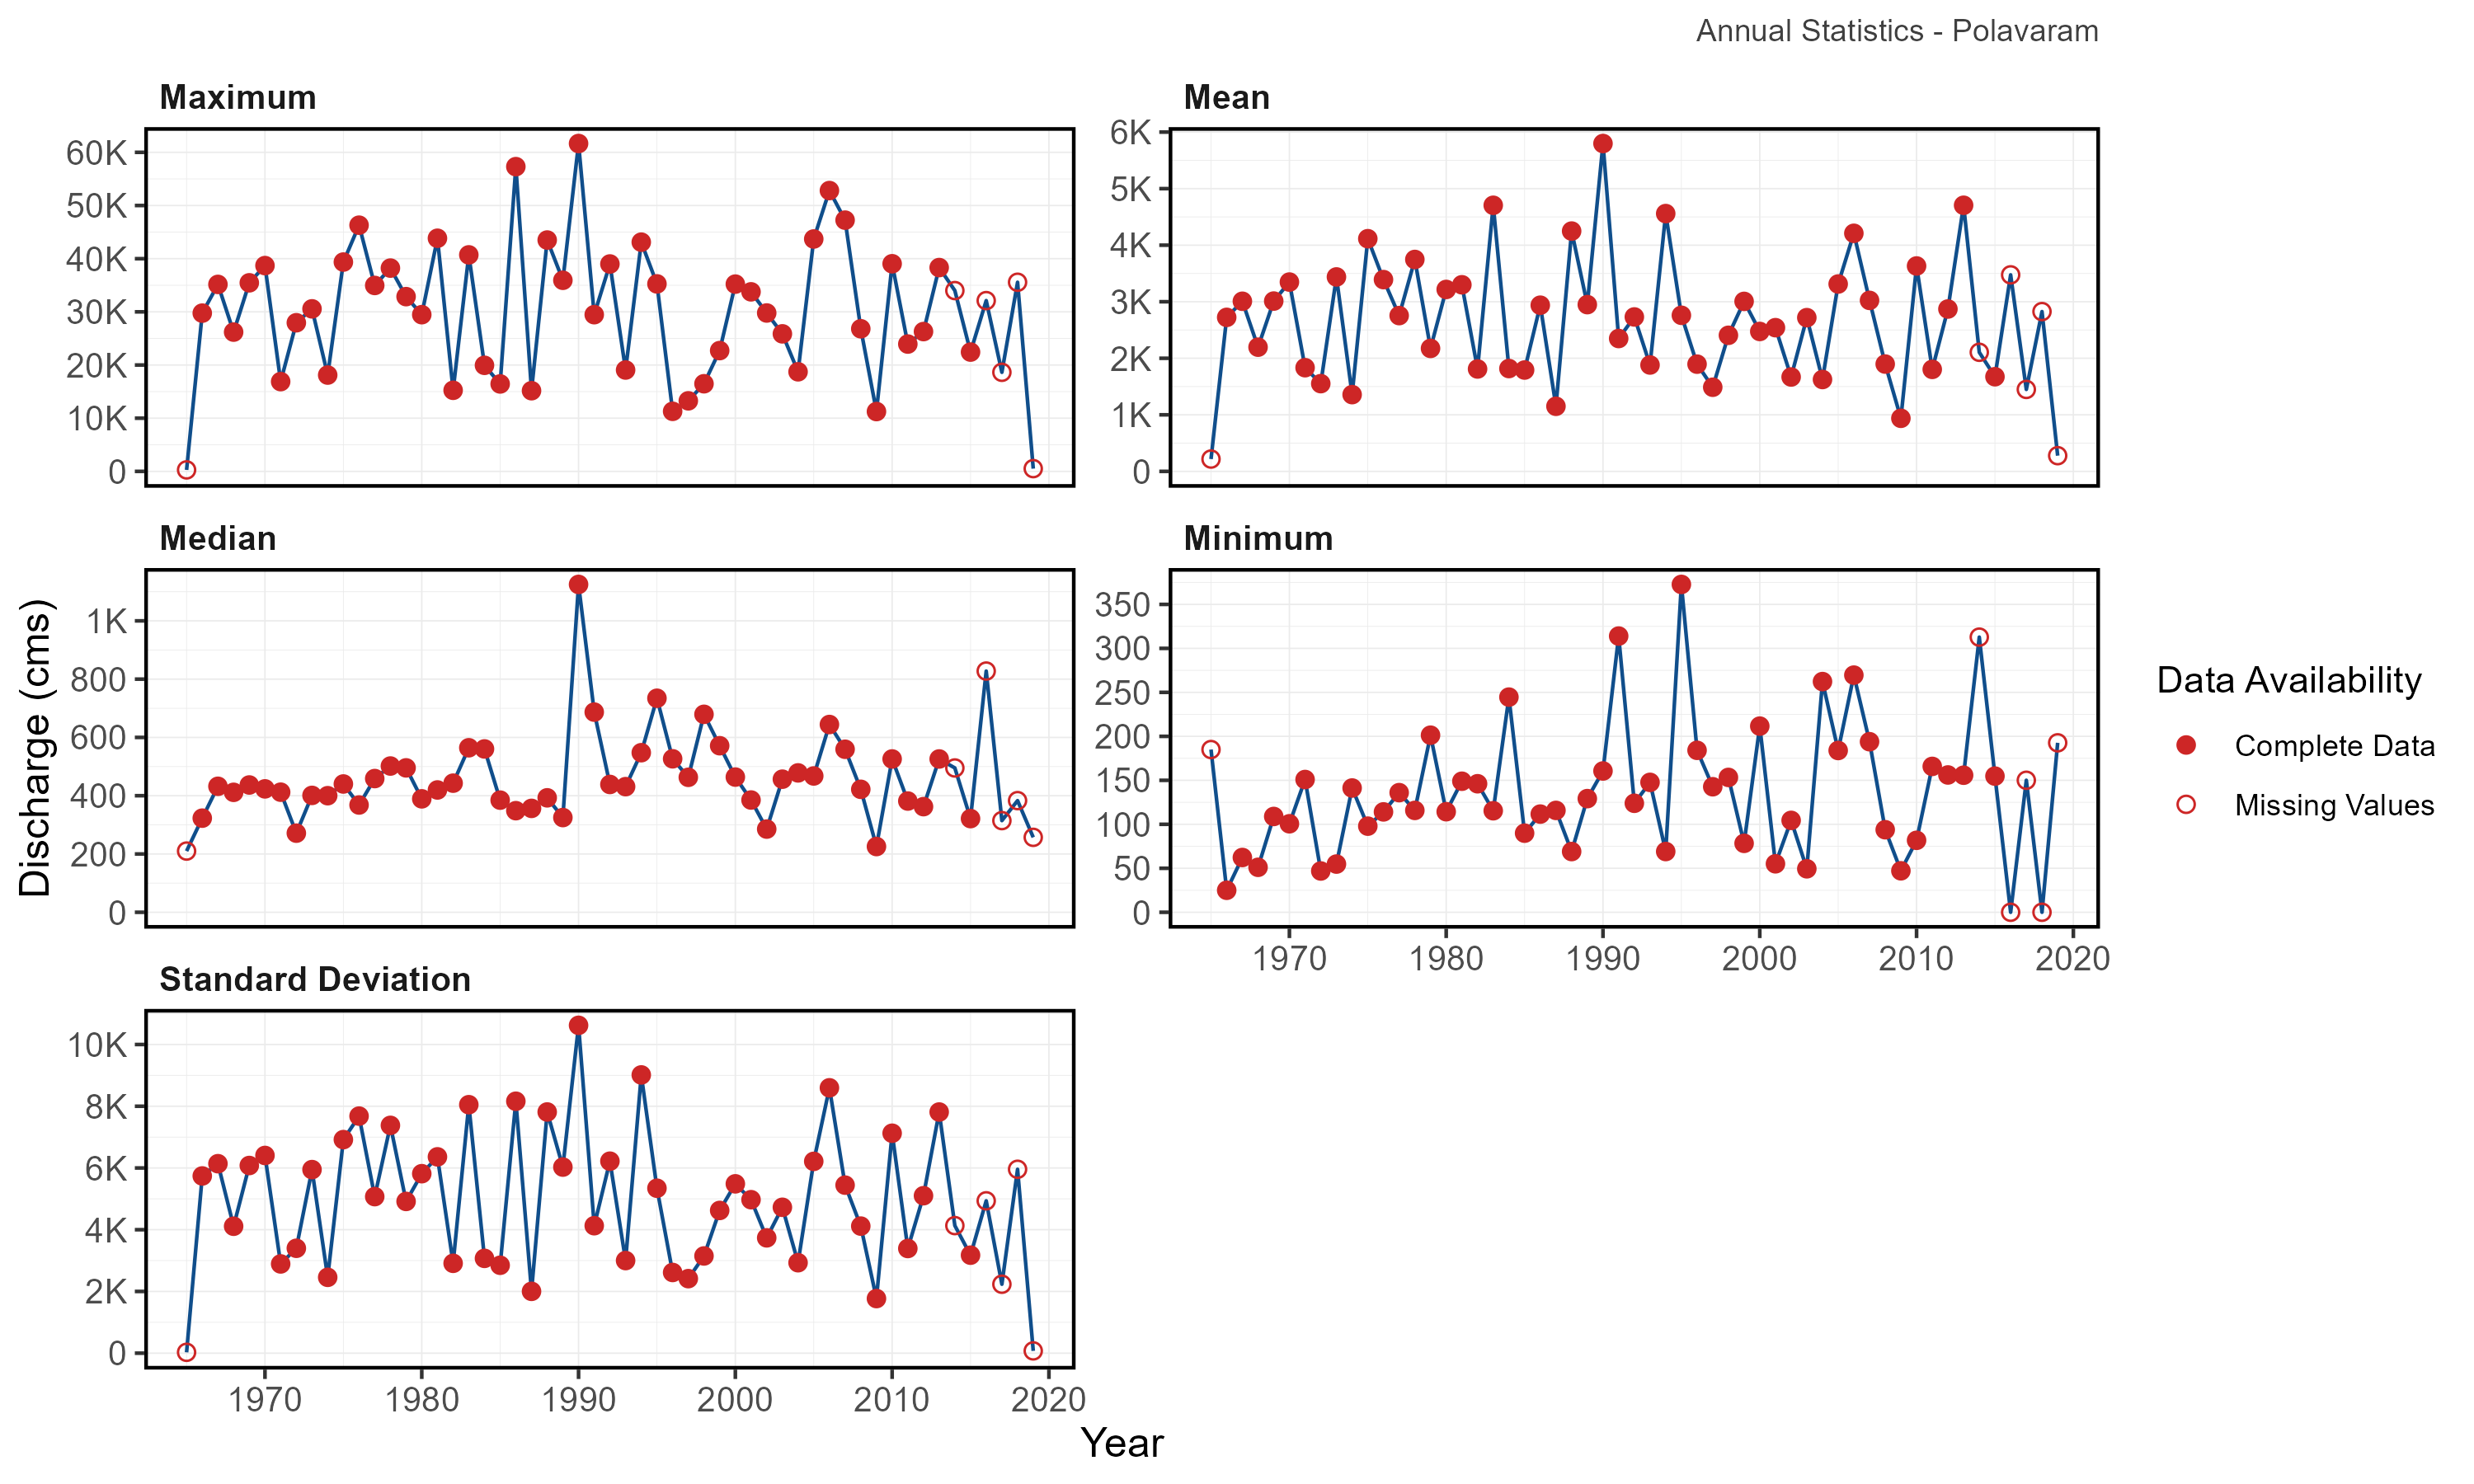 Annual Statistics - Polavaram
Maximum
60K
50K
40K
30K
20K
10K
0
Mean
6K
5K
4K
3K
2K
1K
0
Discharge (cms)
Median
1K
800
600
400
200
0
Minimum
350
300
250
200
150
100
50
0
1970 1980 1990 2000 2010 2020
Standard Deviation
10K
8K
6K
4K
2K
0
1970 1980 1990 2000 2010 2020
Year
Data Availability
Complete Data
Missing Values